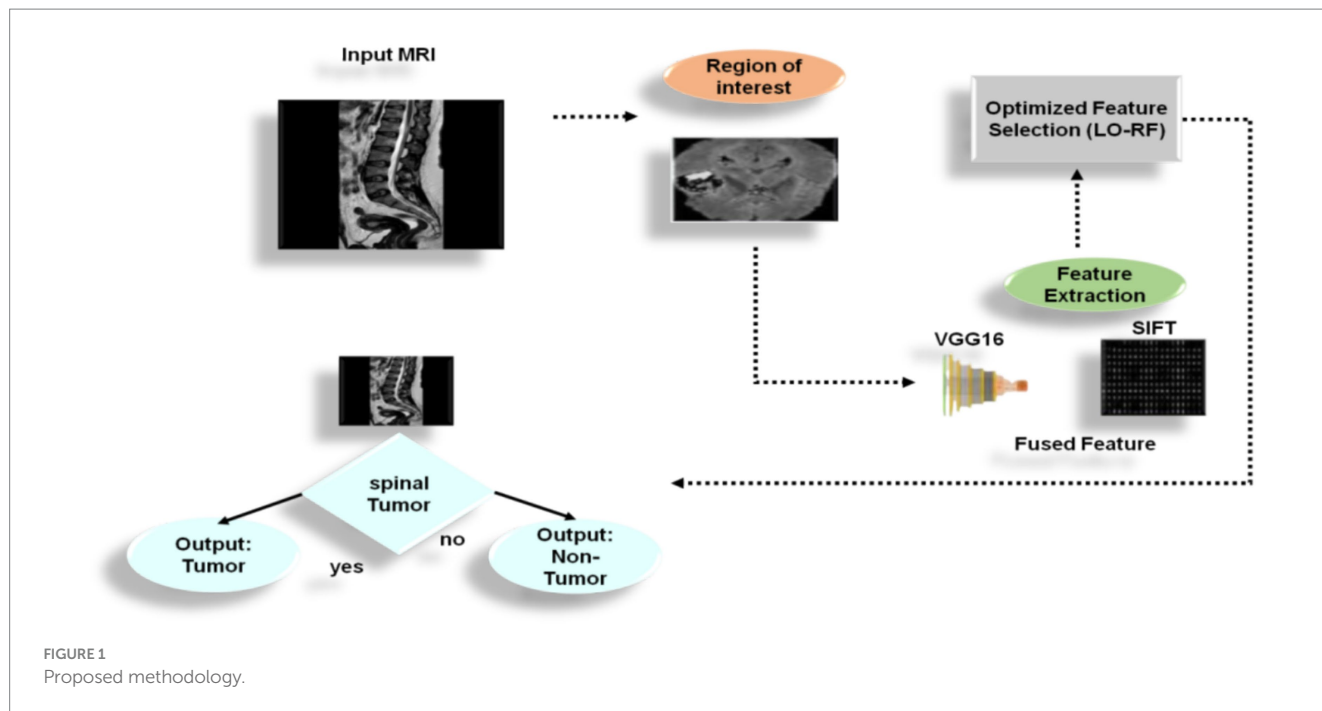 Input MRI
Region of
interest
Optimized Feature
Selection (LO-RF)
Feature
Extraction
VGG16
SIFT
Fused Feature
spinal
Tumor
yes
no
Output:
Tumor
Output:
Non-
Tumor
FIGURE 1
Proposed methodology.